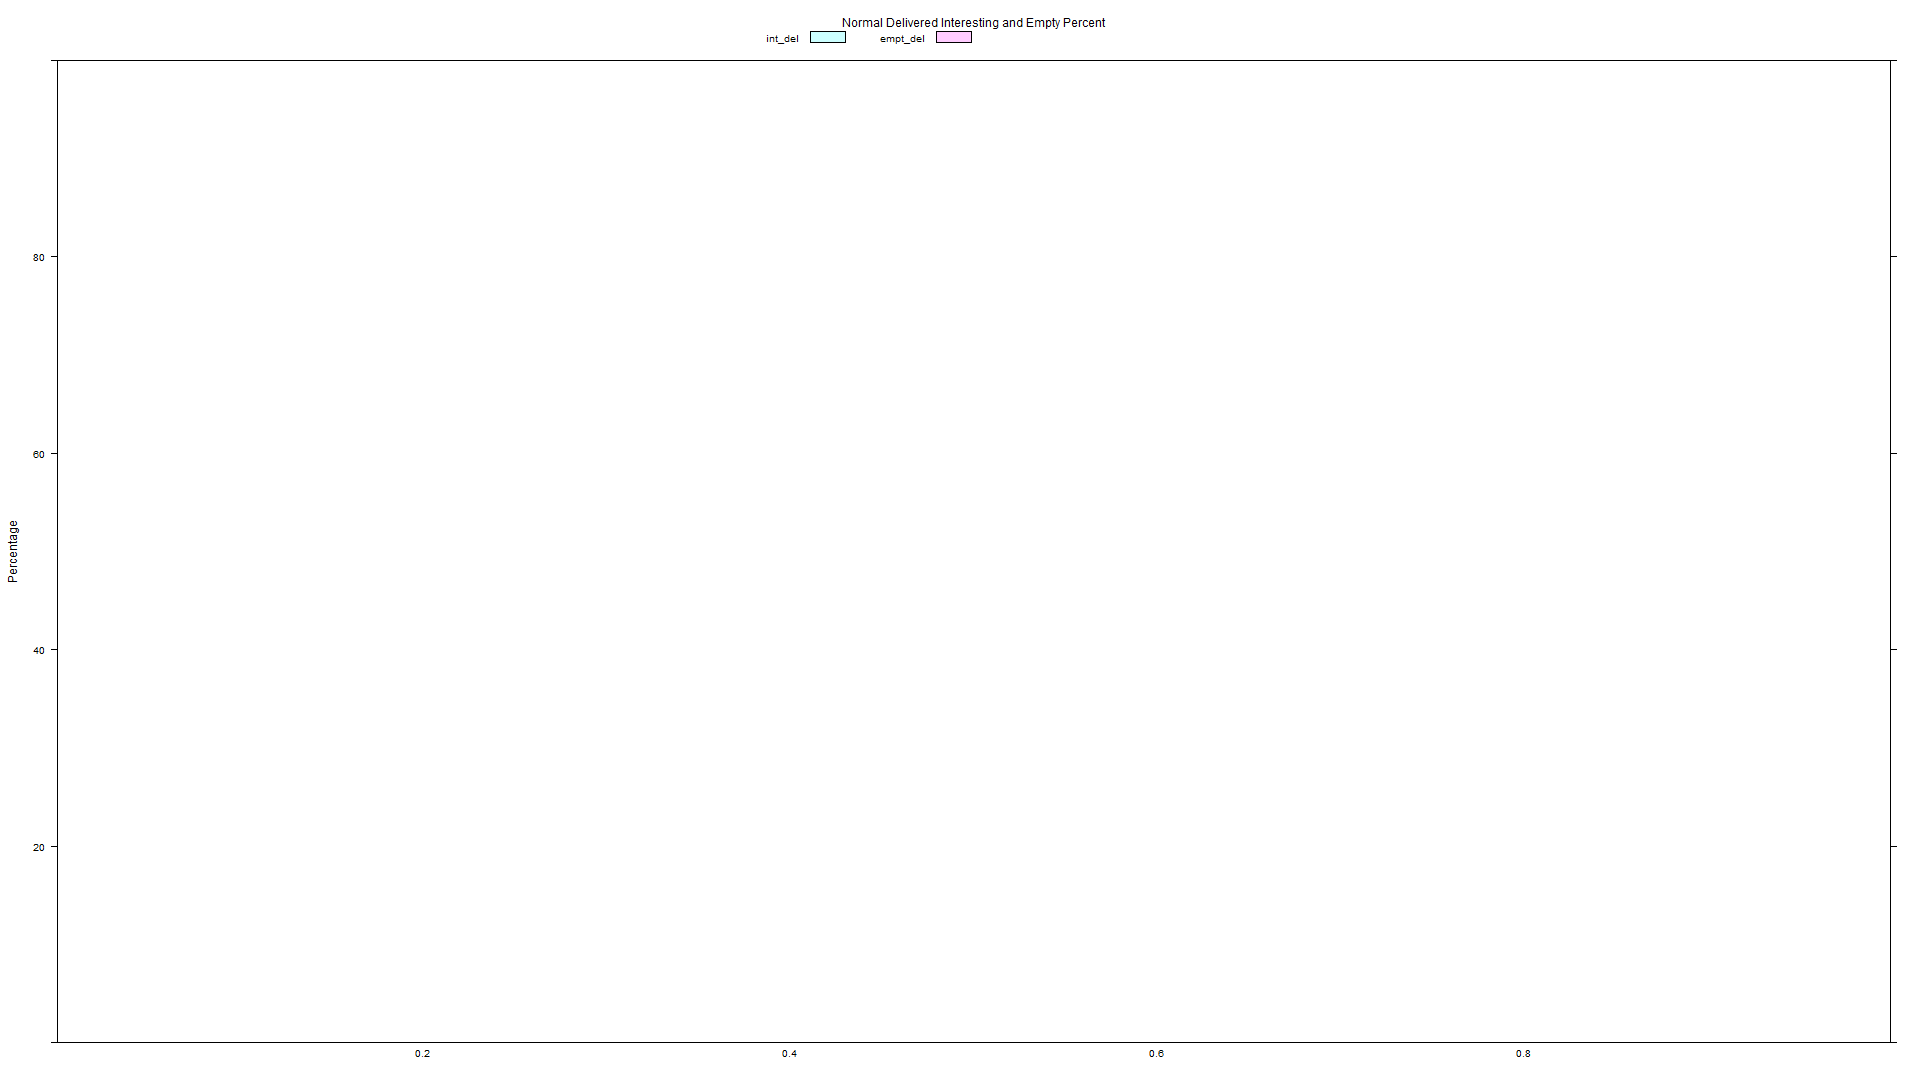 Normal Delivered Interesting and Empty Percent
int_del empt_del
80
60
Percentage
40
20
0.2 0.4 0.6 0.8